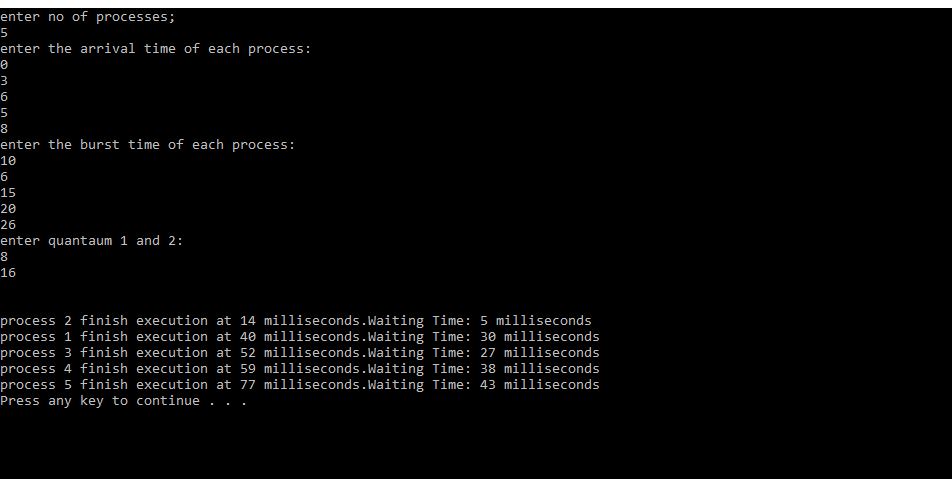 enter no of processes;
5
enter the arrival time of each process:
0
3
6
5
8
enter the burst time of each process:
10
6
15
20
26
enter quantaum 1 and 2:
8
16
process 2 finish execution at 14 milliseconds.Waiting Time: 5 milliseconds
process 1 finish execution at 40 milliseconds.Waiting Time: 30 milliseconds
process 3 finish execution at 52 milliseconds.Waiting Time: 27 milliseconds
process 4 finish execution at 59 milliseconds.Waiting Time: 38 milliseconds
process 5 finish execution at 77 milliseconds.Waiting Time: 43 milliseconds
Press any key to continue . . .